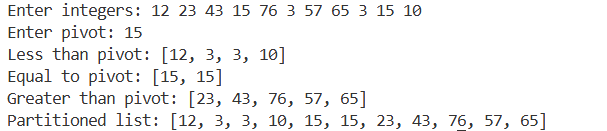 Enter integers: 12 23 43 15 76 3 57 65 3 15 10
Enter pivot: 15
Less than pivot: [12, 3, 3, 10]
Equal to pivot: [15, 15]
Greater than pivot: [23, 43, 76, 57, 65]
Partitioned list: [12, 3, 3, 10, 15, 15, 23, 43, 76, 57, 65]